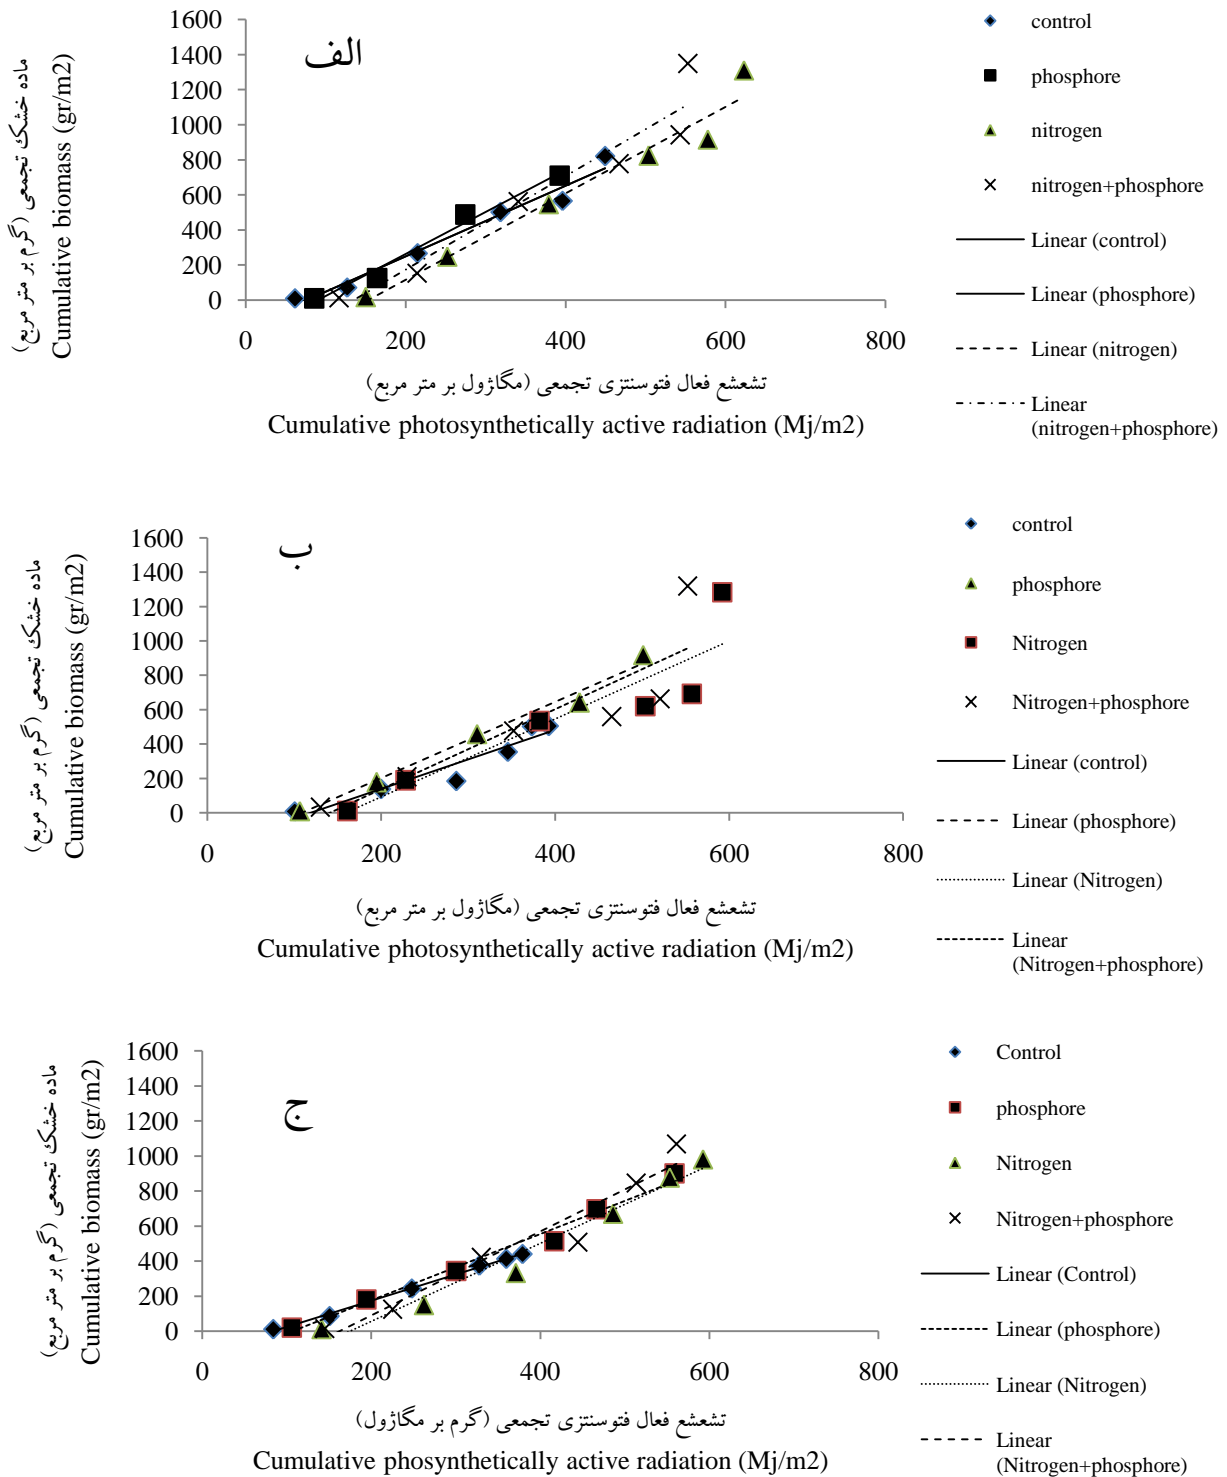 الف
1600
1400
1200
1000
800
600
400
200
0
ماده خشک تجمعی (گرم بر متر مربع)
Cumulative biomass (gr/m2)
0 200 400 600 800
تشعشع فعال فتوسنتزی تجمعی (مگاژول بر متر مربع)
Cumulative photosynthetically active radiation (Mj/m2)
control
phosphore
nitrogen
nitrogen+phosphore
Linear (control)
Linear (phosphore)
Linear (nitrogen)
Linear
(nitrogen+phosphore)
ب
1600
1400
1200
1000
800
600
400
200
0
ماده خشک تجمعی (گرم بر متر مربع)
Cumulative biomass (gr/m2)
0 200 400 600 800
تشعشع فعال فتوسنتزی تجمعی (مگاژول بر متر مربع)
Cumulative photosynthetically active radiation (Mj/m2)
control
phosphore
Nitrogen
Nitrogen+phosphore
Linear (control)
Linear (phosphore)
Linear (Nitrogen)
Linear
(Nitrogen+phosphore)
ج
1600
1400
1200
1000
800
600
400
200
0
ماده خشک تجمعی (گرم بر متر مربع)
Cumulative biomass (gr/m2)
0 200 400 600 800
تشعشع فعال فتوسنتزی تجمعی (گرم بر مگاژول)
Cumulative phosynthetically active radiation (Mj/m2)
Control
phosphore
Nitrogen
Nitrogen+phosphore
Linear (Control)
Linear (phosphore)
Linear (Nitrogen)
Linear
(Nitrogen+phosphore)